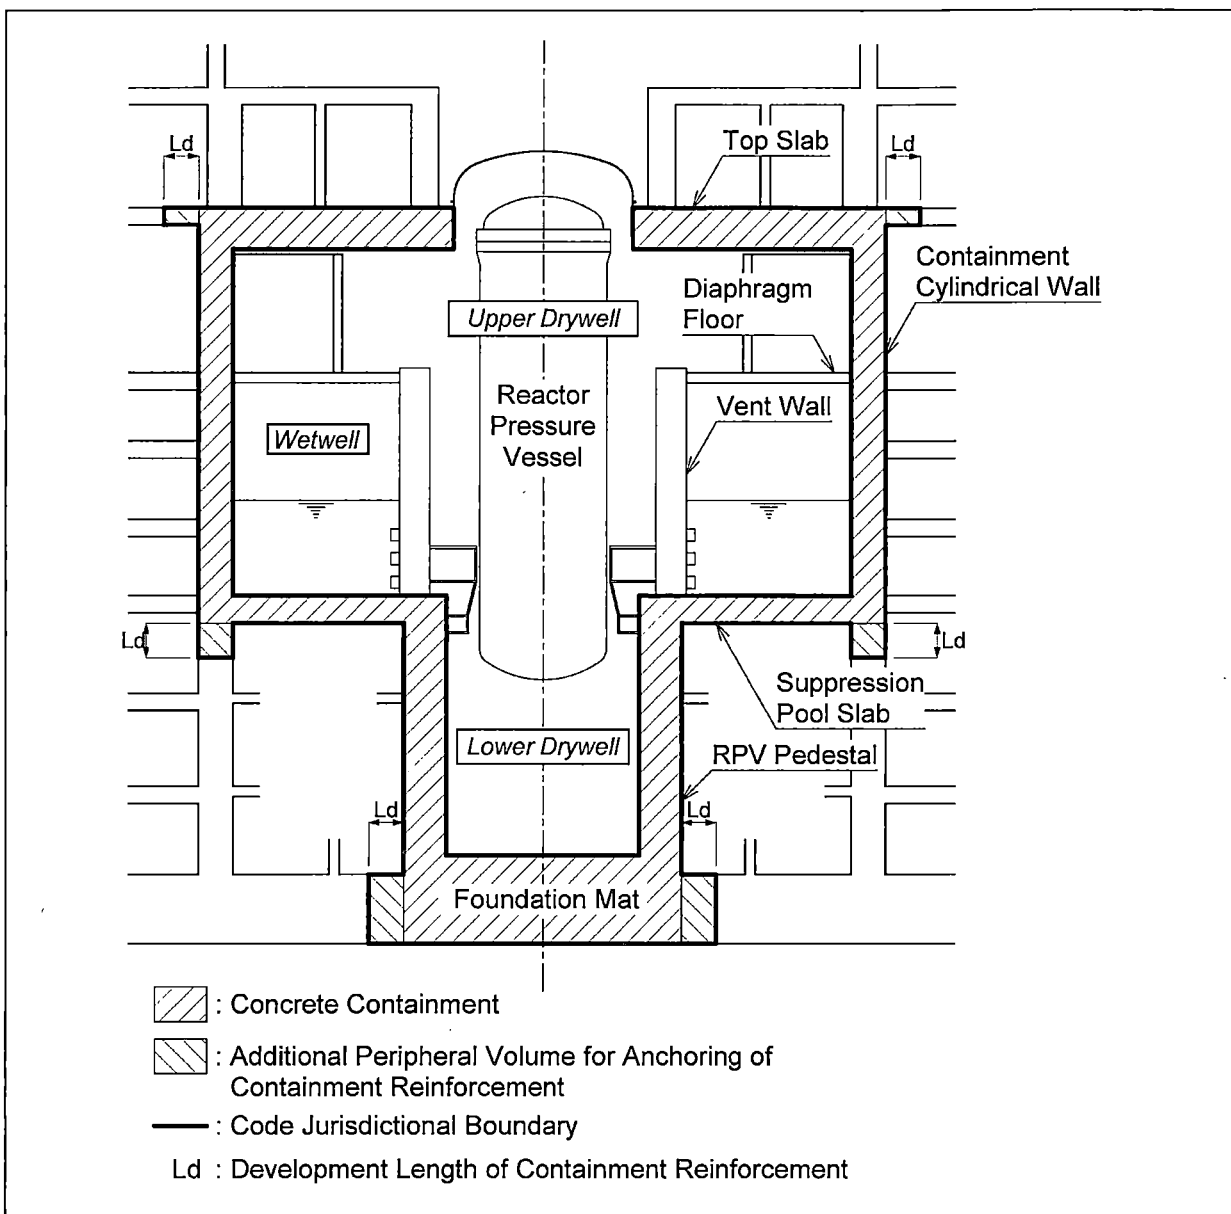 Ld
Top Slab
Ld
Containment
Cylindrical Wall
Diaphragm
Floor
Upper Drywell
Reactor
Pressure
Vessel
Vent Wall
Wetwell
Ld
Ld
Suppression
Pool Slab
Lower Drywell
RPV Pedestal
Ld
Ld
Foundation Mat
: Concrete Containment
: Additional Peripheral Volume for Anchoring of
Containment Reinforcement
: Code Jurisdictional Boundary
Ld : Development Length of Containment Reinforcement